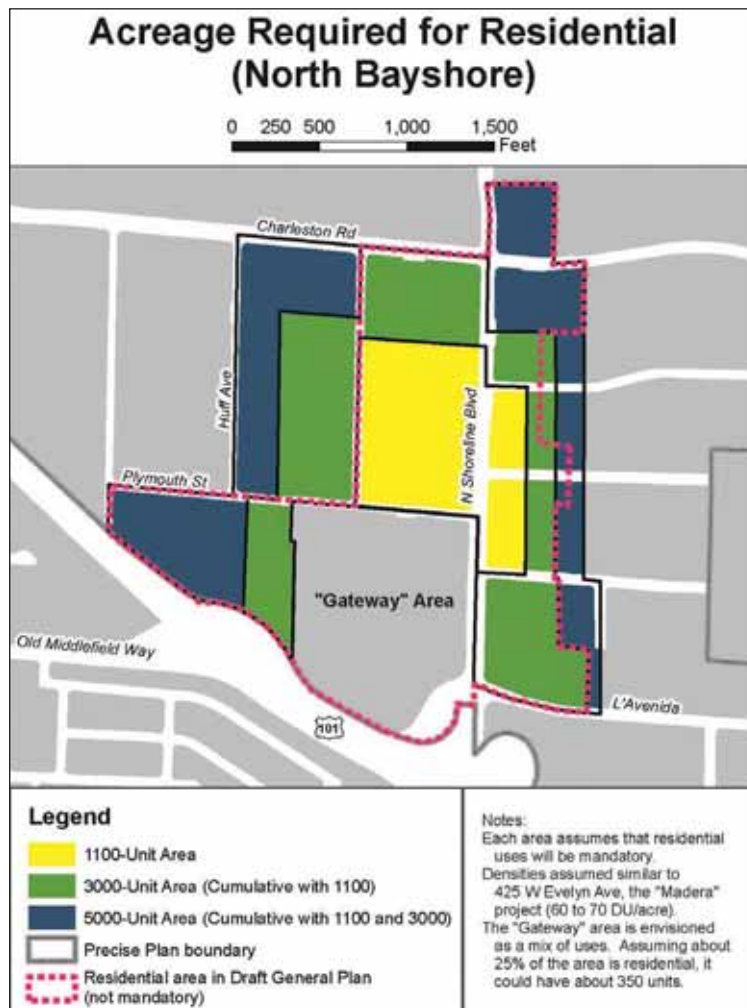 Acreage Required for Residential
(North Bayshore)
0 250 500 1,000 1,500
Feet
Charleston Rd
Huff Ave
N Shoreline Blvd
Plymouth St
"Gateway" Area
Old Middlefield Way
101
L'Avenida
Legend
1100-Unit Area
3000-Unit Area (Cumulative with 1100)
5000-Unit Area (Cumulative with 1100 and 3000)
Precise Plan boundary
Residential area in Draft General Plan
(not mandatory)
Notes:
Each area assumes that residential
uses will be mandatory.
Densities assumed similar to
425 W Evelyn Ave, the "Madera"
project (60 to 70 DU/acre).
The "Gateway" area is envisioned
as a mix of uses. Assuming about
25% of the area is residential, it
could have about 350 units.